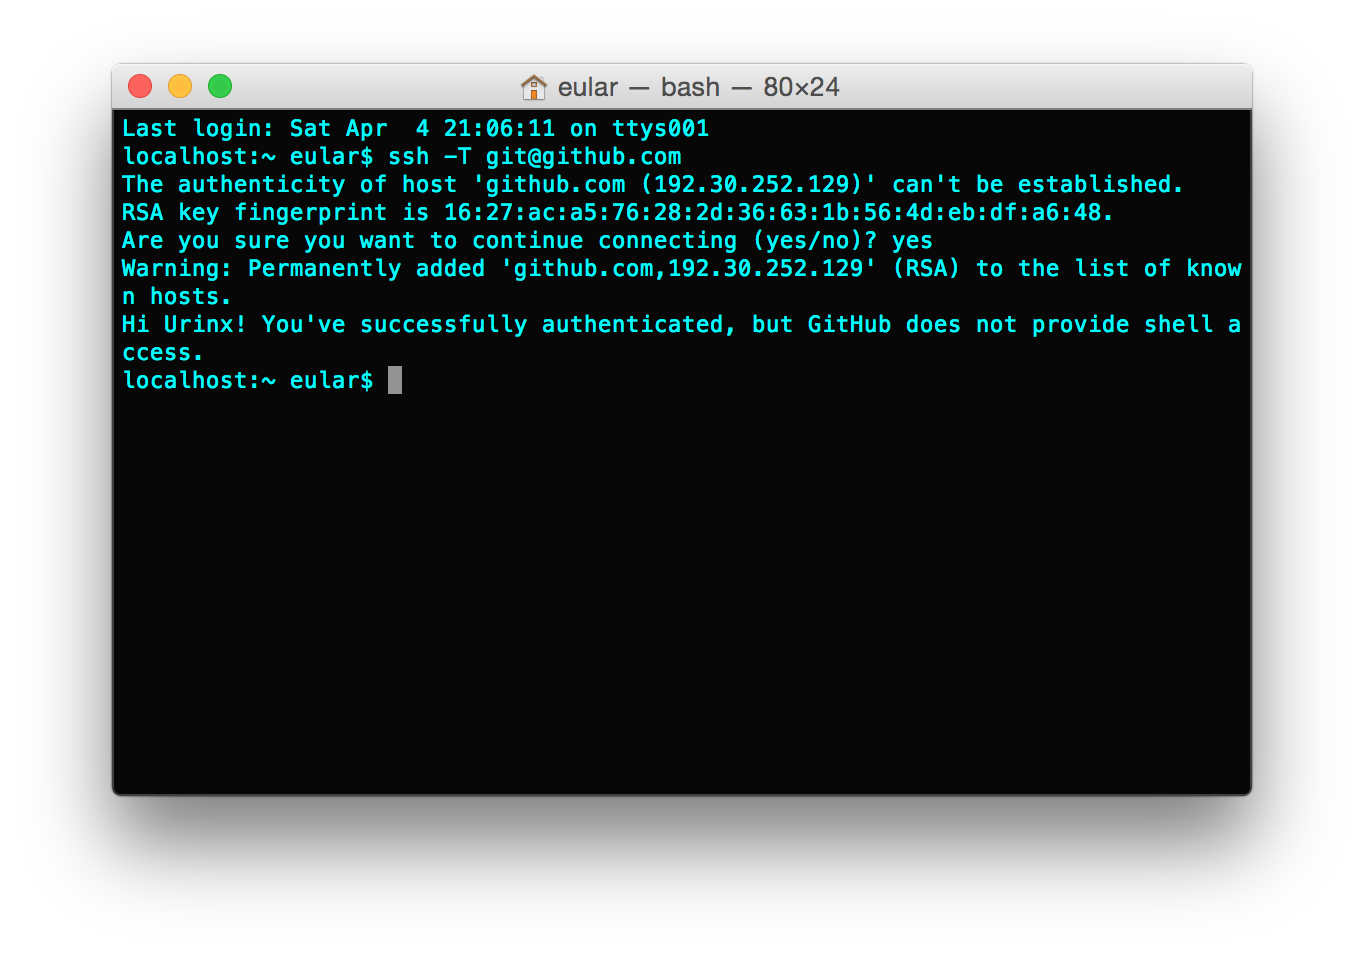 eular — bash — 80×24
Last login: Sat Apr  4 21:06:11 on ttys001
localhost:~ eular$ ssh -T git@github.com
The authenticity of host 'github.com (192.30.252.129)' can't be established.
RSA key fingerprint is 16:27:ac:a5:76:28:2d:36:63:1b:56:4d:eb:df:a6:48.
Are you sure you want to continue connecting (yes/no)? yes
Warning: Permanently added 'github.com,192.30.252.129' (RSA) to the list of know
n hosts.
Hi Urinx! You've successfully authenticated, but GitHub does not provide shell a
ccess.
localhost:~ eular$